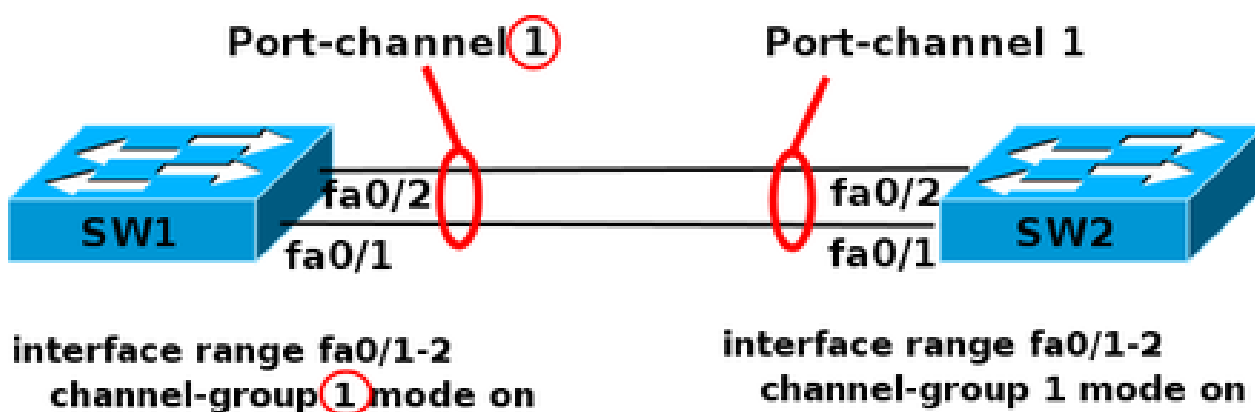 Port-channel 1
Port-channel 1
fa0/2
fa0/2
SW1
SW2
fa0/1
fa0/1
interface range fa0/1-2
channel-group 1 mode on
interface range fa0/1-2
channel-group 1 mode on